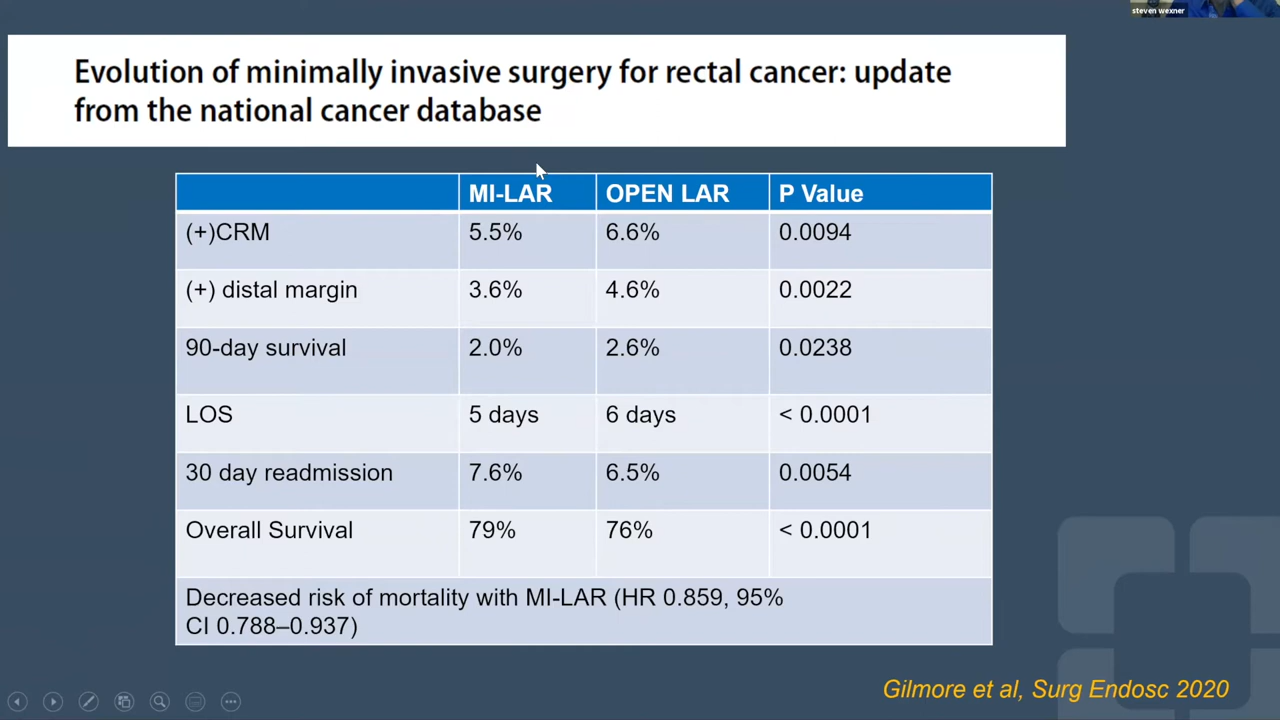 steven wexner
Evolution of minimally invasive surgery for rectal cancer: update
from the national cancer database
MI-LAR OPEN LAR P Value
(+)CRM 5.5% 6.6% 0.0094
(+) distal margin 3.6% 4.6% 0.0022
90-day survival 2.0% 2.6% 0.0238
LOS 5 days 6 days < 0.0001
30 day readmission 7.6% 6.5% 0.0054
Overall Survival 79% 76% < 0.0001
Decreased risk of mortality with MI-LAR (HR 0.859, 95%
CI 0.788–0.937)
Gilmore et al, Surg Endosc 2020